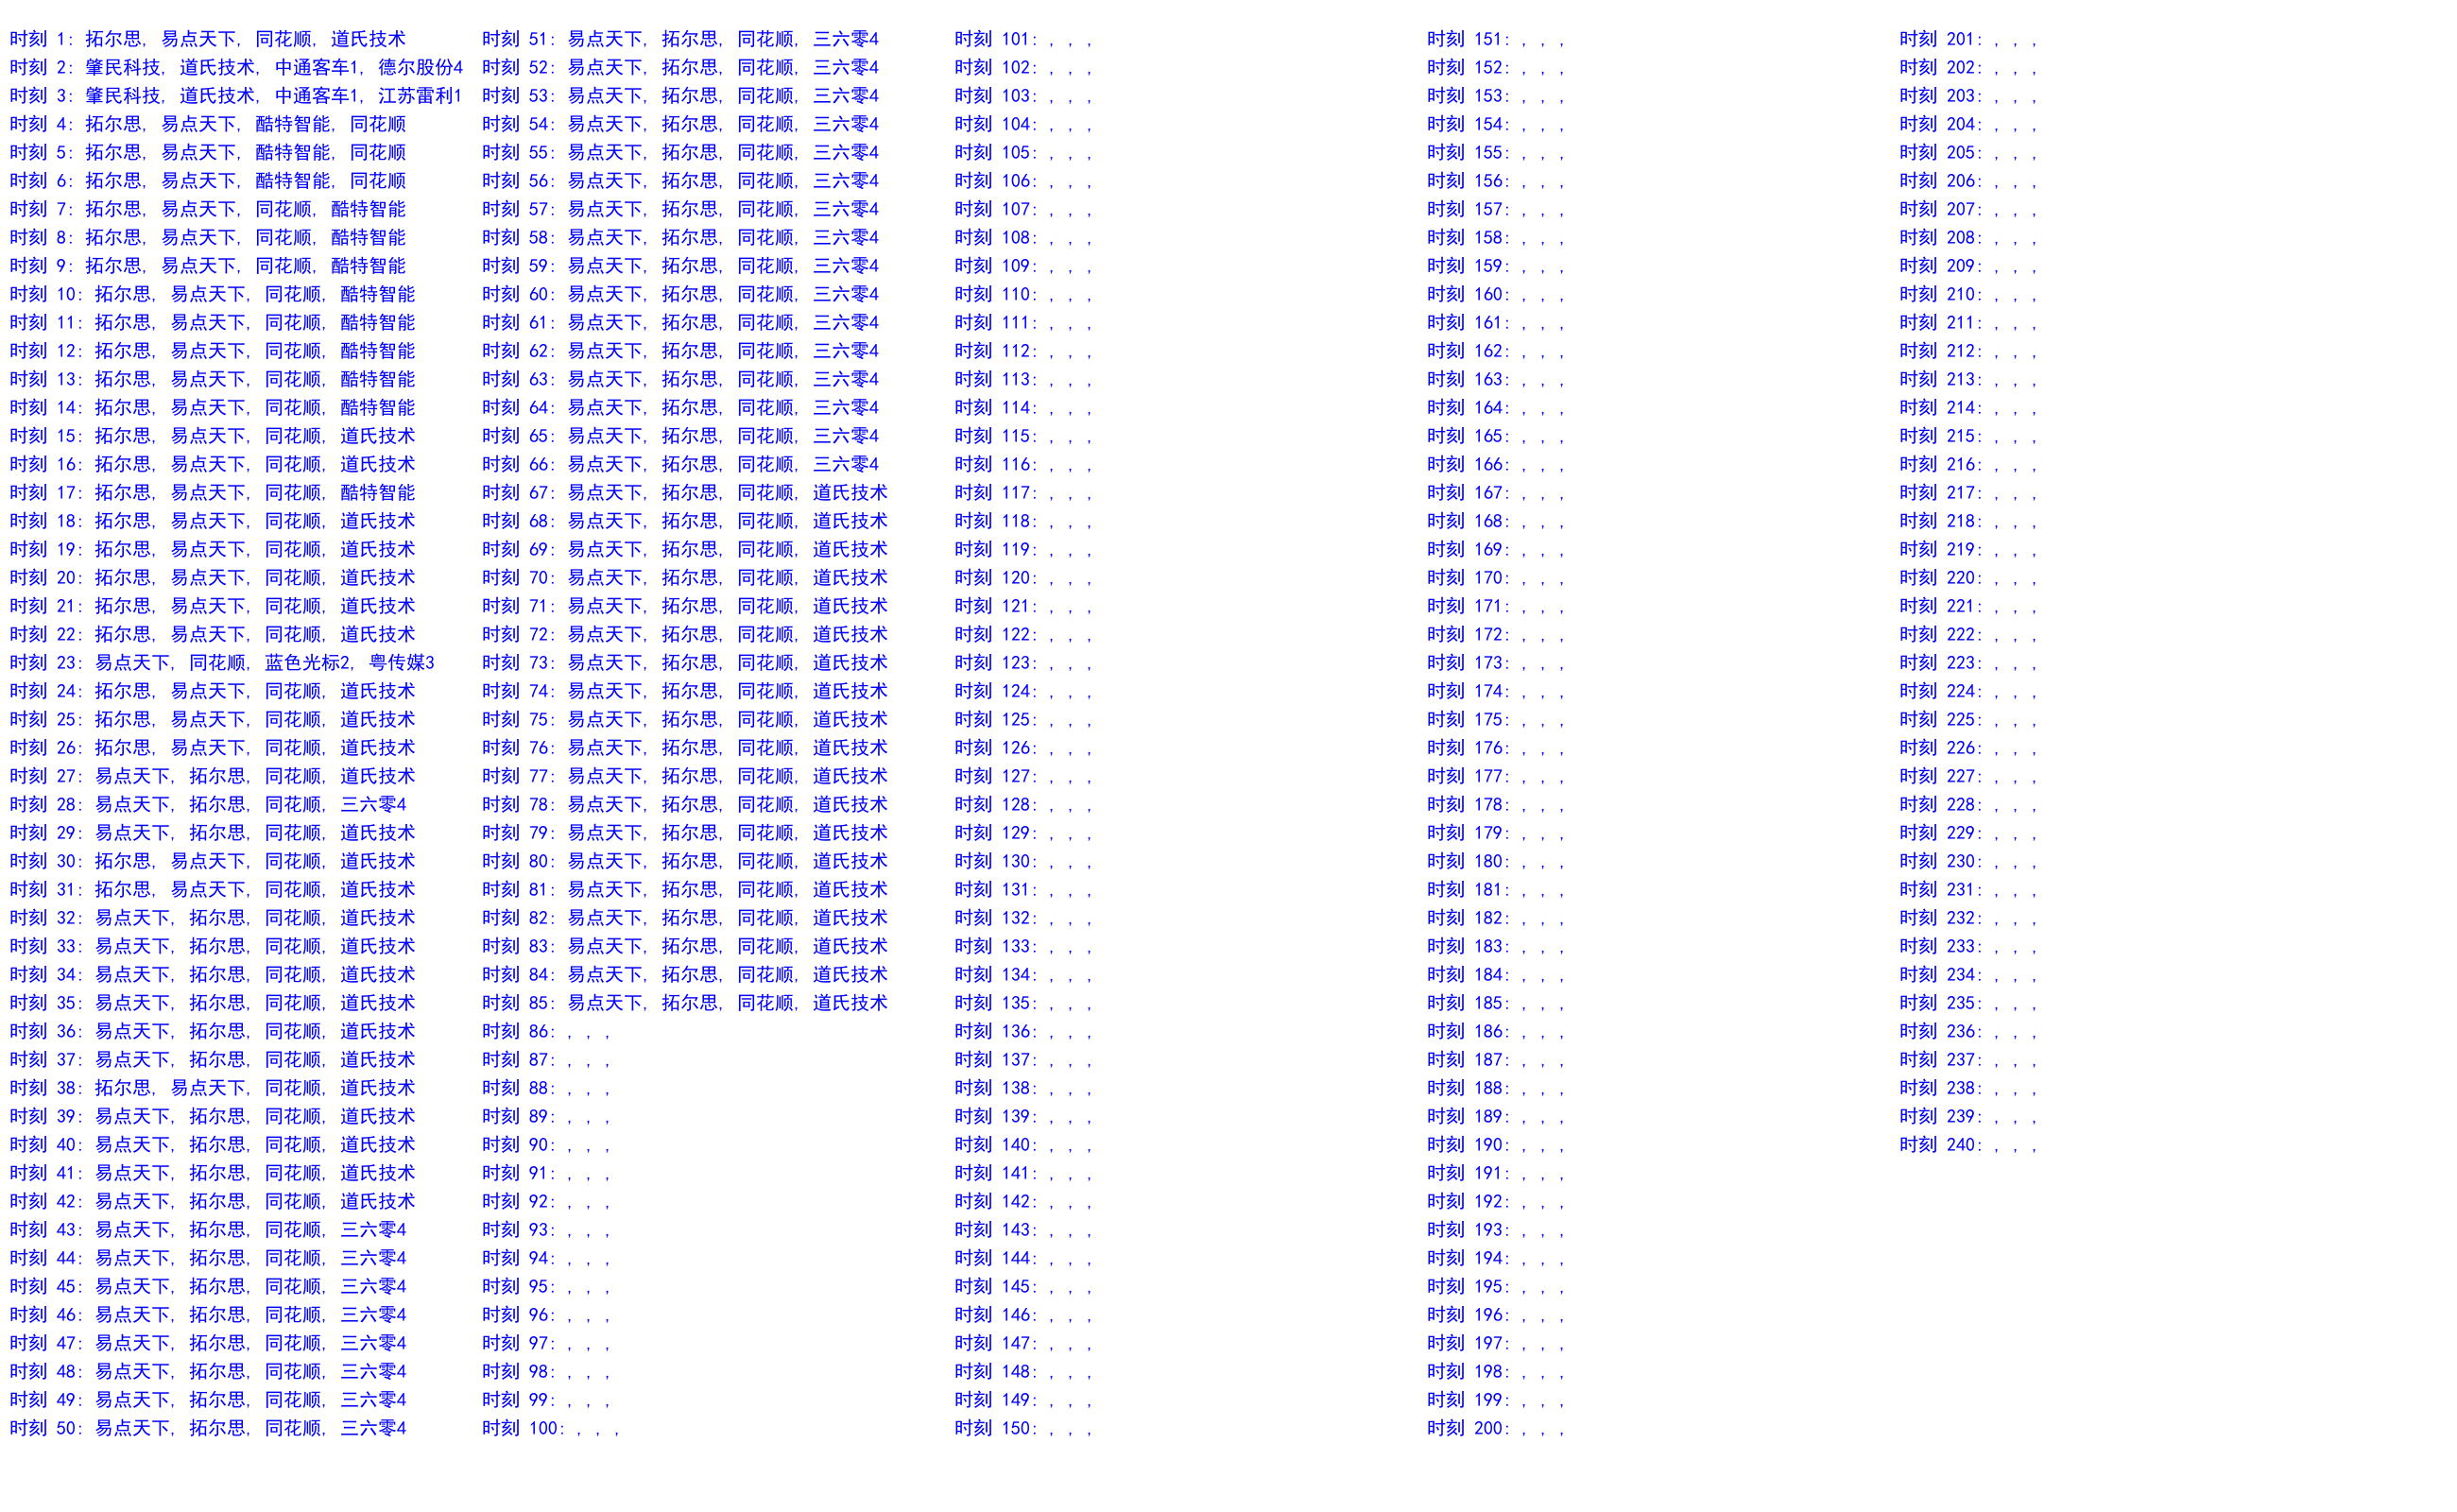 时刻 1: 拓尔思, 易点天下, 同花顺, 道氏技术
时刻 2: 肇民科技, 道氏技术, 中通客车1, 德尔股份4
时刻 3: 肇民科技, 道氏技术, 中通客车1, 江苏雷利1
时刻 4: 拓尔思, 易点天下, 酷特智能, 同花顺
时刻 5: 拓尔思, 易点天下, 酷特智能, 同花顺
时刻 6: 拓尔思, 易点天下, 酷特智能, 同花顺
时刻 7: 拓尔思, 易点天下, 同花顺, 酷特智能
时刻 8: 拓尔思, 易点天下, 同花顺, 酷特智能
时刻 9: 拓尔思, 易点天下, 同花顺, 酷特智能
时刻 10: 拓尔思, 易点天下, 同花顺, 酷特智能
时刻 11: 拓尔思, 易点天下, 同花顺, 酷特智能
时刻 12: 拓尔思, 易点天下, 同花顺, 酷特智能
时刻 13: 拓尔思, 易点天下, 同花顺, 酷特智能
时刻 14: 拓尔思, 易点天下, 同花顺, 酷特智能
时刻 15: 拓尔思, 易点天下, 同花顺, 道氏技术
时刻 16: 拓尔思, 易点天下, 同花顺, 道氏技术
时刻 17: 拓尔思, 易点天下, 同花顺, 酷特智能
时刻 18: 拓尔思, 易点天下, 同花顺, 道氏技术
时刻 19: 拓尔思, 易点天下, 同花顺, 道氏技术
时刻 20: 拓尔思, 易点天下, 同花顺, 道氏技术
时刻 21: 拓尔思, 易点天下, 同花顺, 道氏技术
时刻 22: 拓尔思, 易点天下, 同花顺, 道氏技术
时刻 23: 易点天下, 同花顺, 蓝色光标2, 粤传媒3
时刻 24: 拓尔思, 易点天下, 同花顺, 道氏技术
时刻 25: 拓尔思, 易点天下, 同花顺, 道氏技术
时刻 26: 拓尔思, 易点天下, 同花顺, 道氏技术
时刻 27: 易点天下, 拓尔思, 同花顺, 道氏技术
时刻 28: 易点天下, 拓尔思, 同花顺, 三六零4
时刻 29: 易点天下, 拓尔思, 同花顺, 道氏技术
时刻 30: 拓尔思, 易点天下, 同花顺, 道氏技术
时刻 31: 拓尔思, 易点天下, 同花顺, 道氏技术
时刻 32: 易点天下, 拓尔思, 同花顺, 道氏技术
时刻 33: 易点天下, 拓尔思, 同花顺, 道氏技术
时刻 34: 易点天下, 拓尔思, 同花顺, 道氏技术
时刻 35: 易点天下, 拓尔思, 同花顺, 道氏技术
时刻 36: 易点天下, 拓尔思, 同花顺, 道氏技术
时刻 37: 易点天下, 拓尔思, 同花顺, 道氏技术
时刻 38: 拓尔思, 易点天下, 同花顺, 道氏技术
时刻 39: 易点天下, 拓尔思, 同花顺, 道氏技术
时刻 40: 易点天下, 拓尔思, 同花顺, 道氏技术
时刻 41: 易点天下, 拓尔思, 同花顺, 道氏技术
时刻 42: 易点天下, 拓尔思, 同花顺, 道氏技术
时刻 43: 易点天下, 拓尔思, 同花顺, 三六零4
时刻 44: 易点天下, 拓尔思, 同花顺, 三六零4
时刻 45: 易点天下, 拓尔思, 同花顺, 三六零4
时刻 46: 易点天下, 拓尔思, 同花顺, 三六零4
时刻 47: 易点天下, 拓尔思, 同花顺, 三六零4
时刻 48: 易点天下, 拓尔思, 同花顺, 三六零4
时刻 49: 易点天下, 拓尔思, 同花顺, 三六零4
时刻 50: 易点天下, 拓尔思, 同花顺, 三六零4
时刻 51: 易点天下, 拓尔思, 同花顺, 三六零4
时刻 52: 易点天下, 拓尔思, 同花顺, 三六零4
时刻 53: 易点天下, 拓尔思, 同花顺, 三六零4
时刻 54: 易点天下, 拓尔思, 同花顺, 三六零4
时刻 55: 易点天下, 拓尔思, 同花顺, 三六零4
时刻 56: 易点天下, 拓尔思, 同花顺, 三六零4
时刻 57: 易点天下, 拓尔思, 同花顺, 三六零4
时刻 58: 易点天下, 拓尔思, 同花顺, 三六零4
时刻 59: 易点天下, 拓尔思, 同花顺, 三六零4
时刻 60: 易点天下, 拓尔思, 同花顺, 三六零4
时刻 61: 易点天下, 拓尔思, 同花顺, 三六零4
时刻 62: 易点天下, 拓尔思, 同花顺, 三六零4
时刻 63: 易点天下, 拓尔思, 同花顺, 三六零4
时刻 64: 易点天下, 拓尔思, 同花顺, 三六零4
时刻 65: 易点天下, 拓尔思, 同花顺, 三六零4
时刻 66: 易点天下, 拓尔思, 同花顺, 三六零4
时刻 67: 易点天下, 拓尔思, 同花顺, 道氏技术
时刻 68: 易点天下, 拓尔思, 同花顺, 道氏技术
时刻 69: 易点天下, 拓尔思, 同花顺, 道氏技术
时刻 70: 易点天下, 拓尔思, 同花顺, 道氏技术
时刻 71: 易点天下, 拓尔思, 同花顺, 道氏技术
时刻 72: 易点天下, 拓尔思, 同花顺, 道氏技术
时刻 73: 易点天下, 拓尔思, 同花顺, 道氏技术
时刻 74: 易点天下, 拓尔思, 同花顺, 道氏技术
时刻 75: 易点天下, 拓尔思, 同花顺, 道氏技术
时刻 76: 易点天下, 拓尔思, 同花顺, 道氏技术
时刻 77: 易点天下, 拓尔思, 同花顺, 道氏技术
时刻 78: 易点天下, 拓尔思, 同花顺, 道氏技术
时刻 79: 易点天下, 拓尔思, 同花顺, 道氏技术
时刻 80: 易点天下, 拓尔思, 同花顺, 道氏技术
时刻 81: 易点天下, 拓尔思, 同花顺, 道氏技术
时刻 82: 易点天下, 拓尔思, 同花顺, 道氏技术
时刻 83: 易点天下, 拓尔思, 同花顺, 道氏技术
时刻 84: 易点天下, 拓尔思, 同花顺, 道氏技术
时刻 85: 易点天下, 拓尔思, 同花顺, 道氏技术
时刻 86: , , ,
时刻 87: , , ,
时刻 88: , , ,
时刻 89: , , ,
时刻 90: , , ,
时刻 91: , , ,
时刻 92: , , ,
时刻 93: , , ,
时刻 94: , , ,
时刻 95: , , ,
时刻 96: , , ,
时刻 97: , , ,
时刻 98: , , ,
时刻 99: , , ,
时刻 100: , , ,
时刻 101: , , ,
时刻 102: , , ,
时刻 103: , , ,
时刻 104: , , ,
时刻 105: , , ,
时刻 106: , , ,
时刻 107: , , ,
时刻 108: , , ,
时刻 109: , , ,
时刻 110: , , ,
时刻 111: , , ,
时刻 112: , , ,
时刻 113: , , ,
时刻 114: , , ,
时刻 115: , , ,
时刻 116: , , ,
时刻 117: , , ,
时刻 118: , , ,
时刻 119: , , ,
时刻 120: , , ,
时刻 121: , , ,
时刻 122: , , ,
时刻 123: , , ,
时刻 124: , , ,
时刻 125: , , ,
时刻 126: , , ,
时刻 127: , , ,
时刻 128: , , ,
时刻 129: , , ,
时刻 130: , , ,
时刻 131: , , ,
时刻 132: , , ,
时刻 133: , , ,
时刻 134: , , ,
时刻 135: , , ,
时刻 136: , , ,
时刻 137: , , ,
时刻 138: , , ,
时刻 139: , , ,
时刻 140: , , ,
时刻 141: , , ,
时刻 142: , , ,
时刻 143: , , ,
时刻 144: , , ,
时刻 145: , , ,
时刻 146: , , ,
时刻 147: , , ,
时刻 148: , , ,
时刻 149: , , ,
时刻 150: , , ,
时刻 151: , , ,
时刻 152: , , ,
时刻 153: , , ,
时刻 154: , , ,
时刻 155: , , ,
时刻 156: , , ,
时刻 157: , , ,
时刻 158: , , ,
时刻 159: , , ,
时刻 160: , , ,
时刻 161: , , ,
时刻 162: , , ,
时刻 163: , , ,
时刻 164: , , ,
时刻 165: , , ,
时刻 166: , , ,
时刻 167: , , ,
时刻 168: , , ,
时刻 169: , , ,
时刻 170: , , ,
时刻 171: , , ,
时刻 172: , , ,
时刻 173: , , ,
时刻 174: , , ,
时刻 175: , , ,
时刻 176: , , ,
时刻 177: , , ,
时刻 178: , , ,
时刻 179: , , ,
时刻 180: , , ,
时刻 181: , , ,
时刻 182: , , ,
时刻 183: , , ,
时刻 184: , , ,
时刻 185: , , ,
时刻 186: , , ,
时刻 187: , , ,
时刻 188: , , ,
时刻 189: , , ,
时刻 190: , , ,
时刻 191: , , ,
时刻 192: , , ,
时刻 193: , , ,
时刻 194: , , ,
时刻 195: , , ,
时刻 196: , , ,
时刻 197: , , ,
时刻 198: , , ,
时刻 199: , , ,
时刻 200: , , ,
时刻 201: , , ,
时刻 202: , , ,
时刻 203: , , ,
时刻 204: , , ,
时刻 205: , , ,
时刻 206: , , ,
时刻 207: , , ,
时刻 208: , , ,
时刻 209: , , ,
时刻 210: , , ,
时刻 211: , , ,
时刻 212: , , ,
时刻 213: , , ,
时刻 214: , , ,
时刻 215: , , ,
时刻 216: , , ,
时刻 217: , , ,
时刻 218: , , ,
时刻 219: , , ,
时刻 220: , , ,
时刻 221: , , ,
时刻 222: , , ,
时刻 223: , , ,
时刻 224: , , ,
时刻 225: , , ,
时刻 226: , , ,
时刻 227: , , ,
时刻 228: , , ,
时刻 229: , , ,
时刻 230: , , ,
时刻 231: , , ,
时刻 232: , , ,
时刻 233: , , ,
时刻 234: , , ,
时刻 235: , , ,
时刻 236: , , ,
时刻 237: , , ,
时刻 238: , , ,
时刻 239: , , ,
时刻 240: , , ,